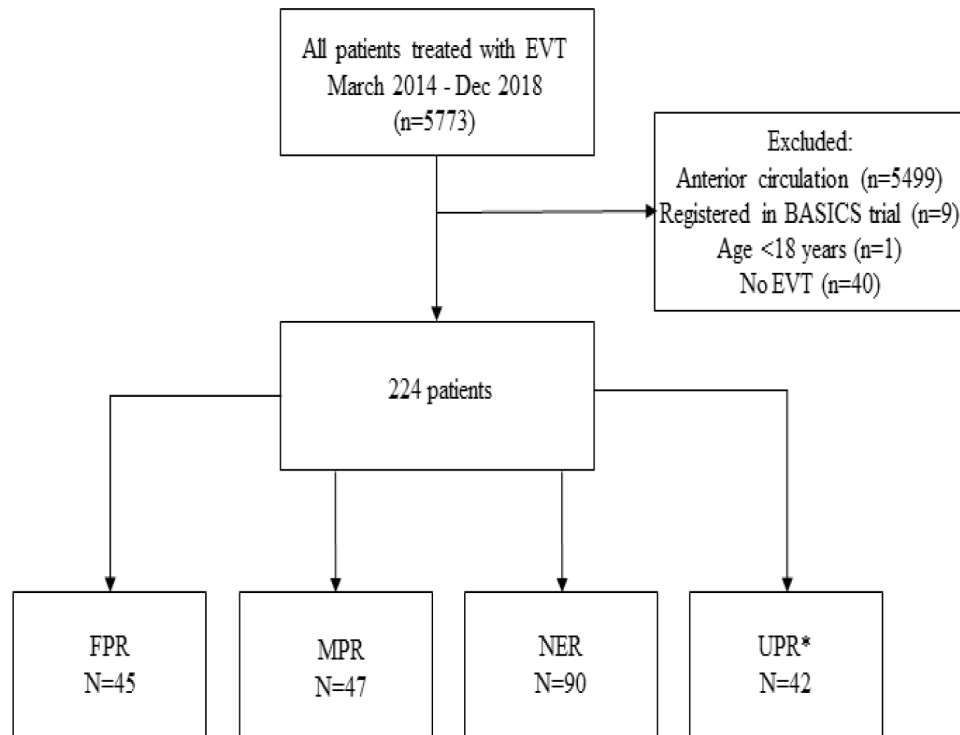 All patients treated with EVT
March 2014 - Dec 2018
(n=5773)
Excluded:
Anterior circulation (n=5499)
Registered in BASICS trial (n=9)
Age <18 years (n=1)
No EVT (n=40)
224 patients
FPR
N=45
MPR
N=47
NER
N=90
UPR*
N=42